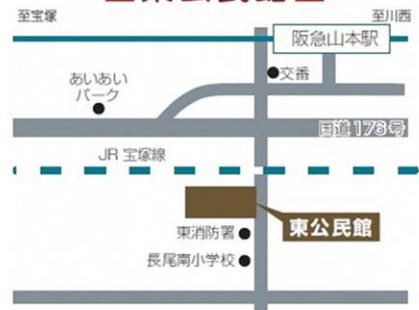 至宝塚
至川西
阪急山本駅
交番
あいあい
パーク
国道176号
JR 宝塚線
東公民館
東消防署
長尾南小学校